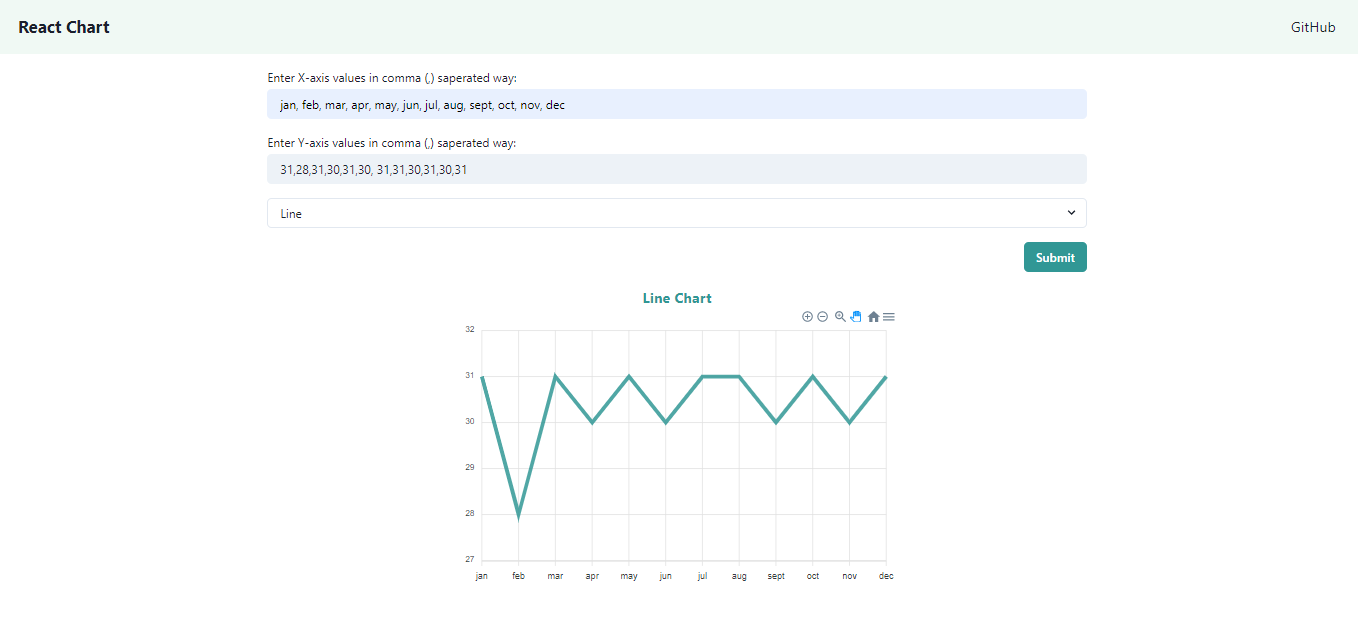 React Chart
GitHub
Enter X-axis values in comma (,) saperated way:
jan, feb, mar, apr, may, jun, jul, aug, sept, oct, nov, dec
Enter Y-axis values in comma (,) saperated way:
31,28,31,30,31,30, 31,31,30,31,30,31
Line
Submit
Line Chart
32
31
30
29
28
27
jan feb mar apr may jun jul aug sept oct nov dec